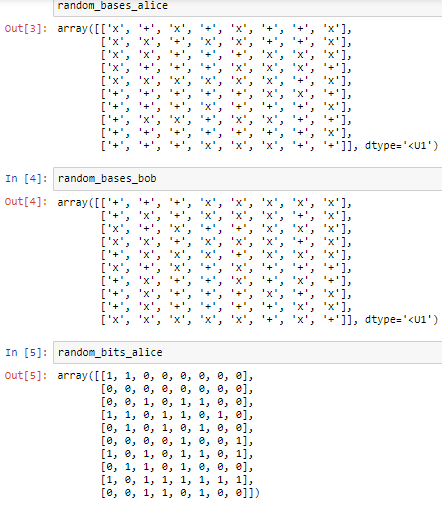 random_bases_alice
Out[3]: array([['x', '+', 'x', '+', 'x', '+', '+', 'x'],
['x', 'x', '+', 'x', 'x', '+', '+', 'x'],
['x', '+', '+', '+', '+', 'x', 'x', 'x'],
['x', '+', '+', '+', '+', 'x', 'x', '+'],
['x', 'x', 'x', 'x', 'x', '+', '+', 'x'],
['+', '+', '+', '+', 'x', '+', 'x', '+'],
['+', '+', '+', 'x', '+', '+', '+', 'x'],
['+', 'x', 'x', '+', '+', 'x', '+', '+'],
['+', '+', '+', '+', '+', '+', '+', 'x'],
['+', '+', '+', 'x', 'x', 'x', '+', '+']], dtype='<U1')
In [4]: random_bases_bob
Out[4]: array([['+', '+', '+', 'x', 'x', 'x', 'x', 'x'],
['+', 'x', '+', 'x', 'x', 'x', '+', 'x'],
['x', '+', 'x', '+', 'x', '+', '+', 'x'],
['x', '+', 'x', 'x', 'x', 'x', '+', 'x'],
['+', '+', 'x', 'x', '+', 'x', 'x', 'x'],
['x', 'x', '+', '+', 'x', '+', '+', '+'],
['+', 'x', '+', '+', 'x', 'x', '+', 'x'],
['+', 'x', '+', '+', '+', 'x', '+', 'x'],
['+', 'x', '+', '+', '+', '+', 'x', 'x'],
['x', 'x', 'x', 'x', 'x', '+', 'x', '+']], dtype='<U1')
In [5]: random_bits_alice
Out[5]: array([[1, 1, 0, 0, 0, 0, 0, 0],
[0, 0, 0, 0, 0, 0, 0, 0],
[0, 0, 1, 0, 1, 1, 0, 0],
[1, 1, 0, 1, 1, 0, 1, 0],
[0, 1, 0, 1, 0, 1, 0, 0],
[0, 0, 0, 0, 1, 0, 0, 1],
[1, 0, 1, 0, 1, 1, 0, 1],
[0, 1, 1, 0, 1, 0, 0, 0],
[1, 0, 1, 1, 1, 1, 1, 1],
[0, 0, 1, 1, 0, 1, 0, 0]])